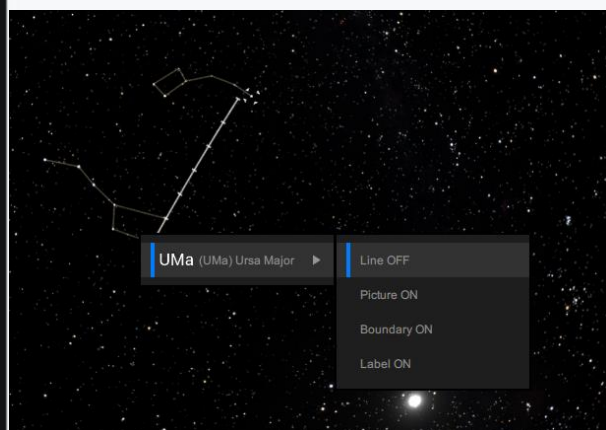 UMa (UMa) Ursa Major
Line OFF
Picture ON
Boundary ON
Label ON